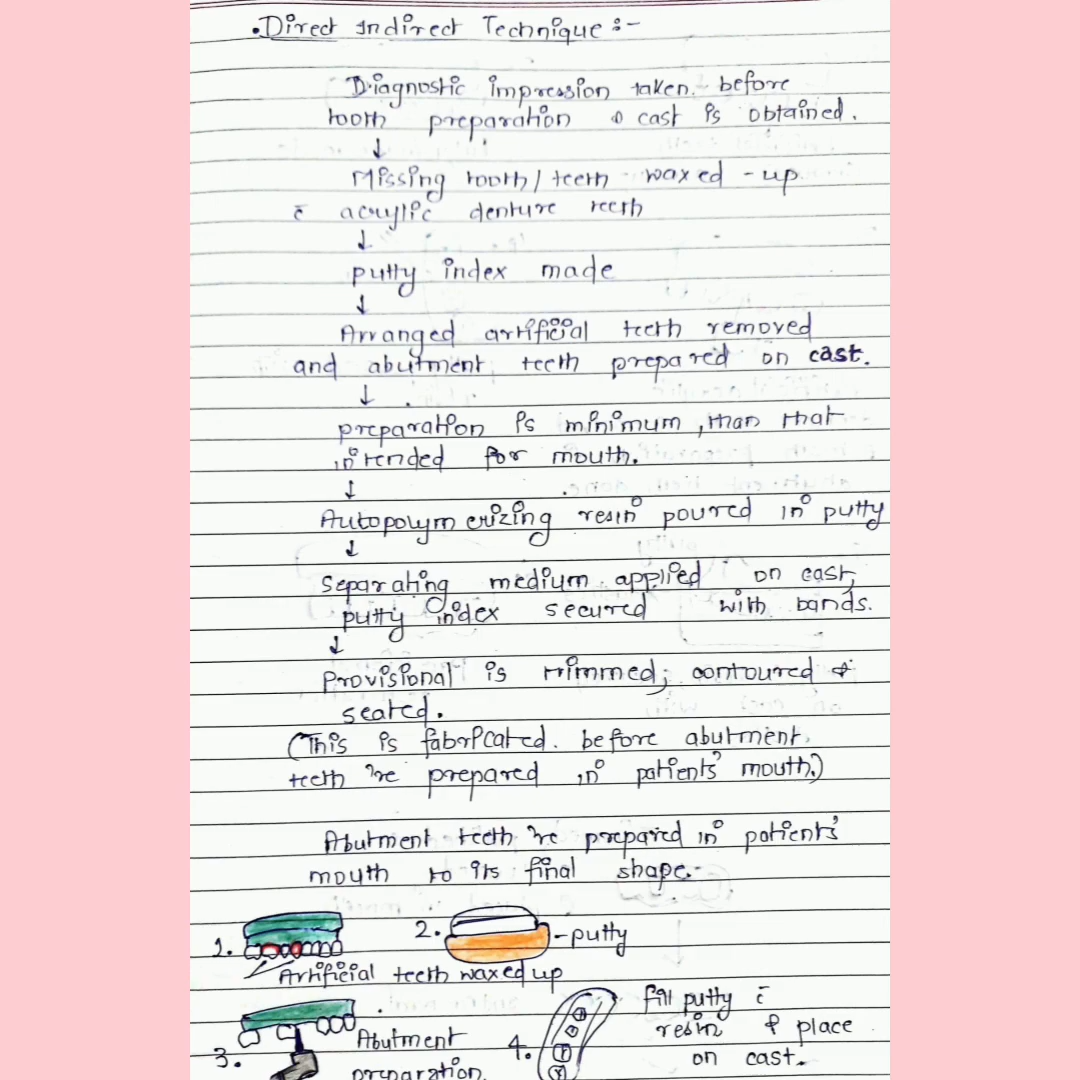 • Direct Indirect Technique :-
Diagnostic impression taken before
tooth preparation & cast is obtained.
↓
Missing tooth/teeth waxed-up
c̄ acrylic denture teeth
↓
putty index made
↓
Arranged artificial teeth removed
and abutment teeth prepared on cast.
↓
preparation is minimum, than that
intended for mouth.
↓
Autopolymerizing resin poured in putty
↓
Separating medium applied on cast,
putty index secured with bands.
↓
Provisional is trimmed, contoured &
seated.
(This is fabricated before abutment
teeth 're prepared in patients' mouth.)
Abutment teeth 're prepared in patients'
mouth to its final shape.
1.
2. - putty
Artificial teeth waxed up
3. Abutment
preparation.
4. fill putty c̄
resin & place
on cast.